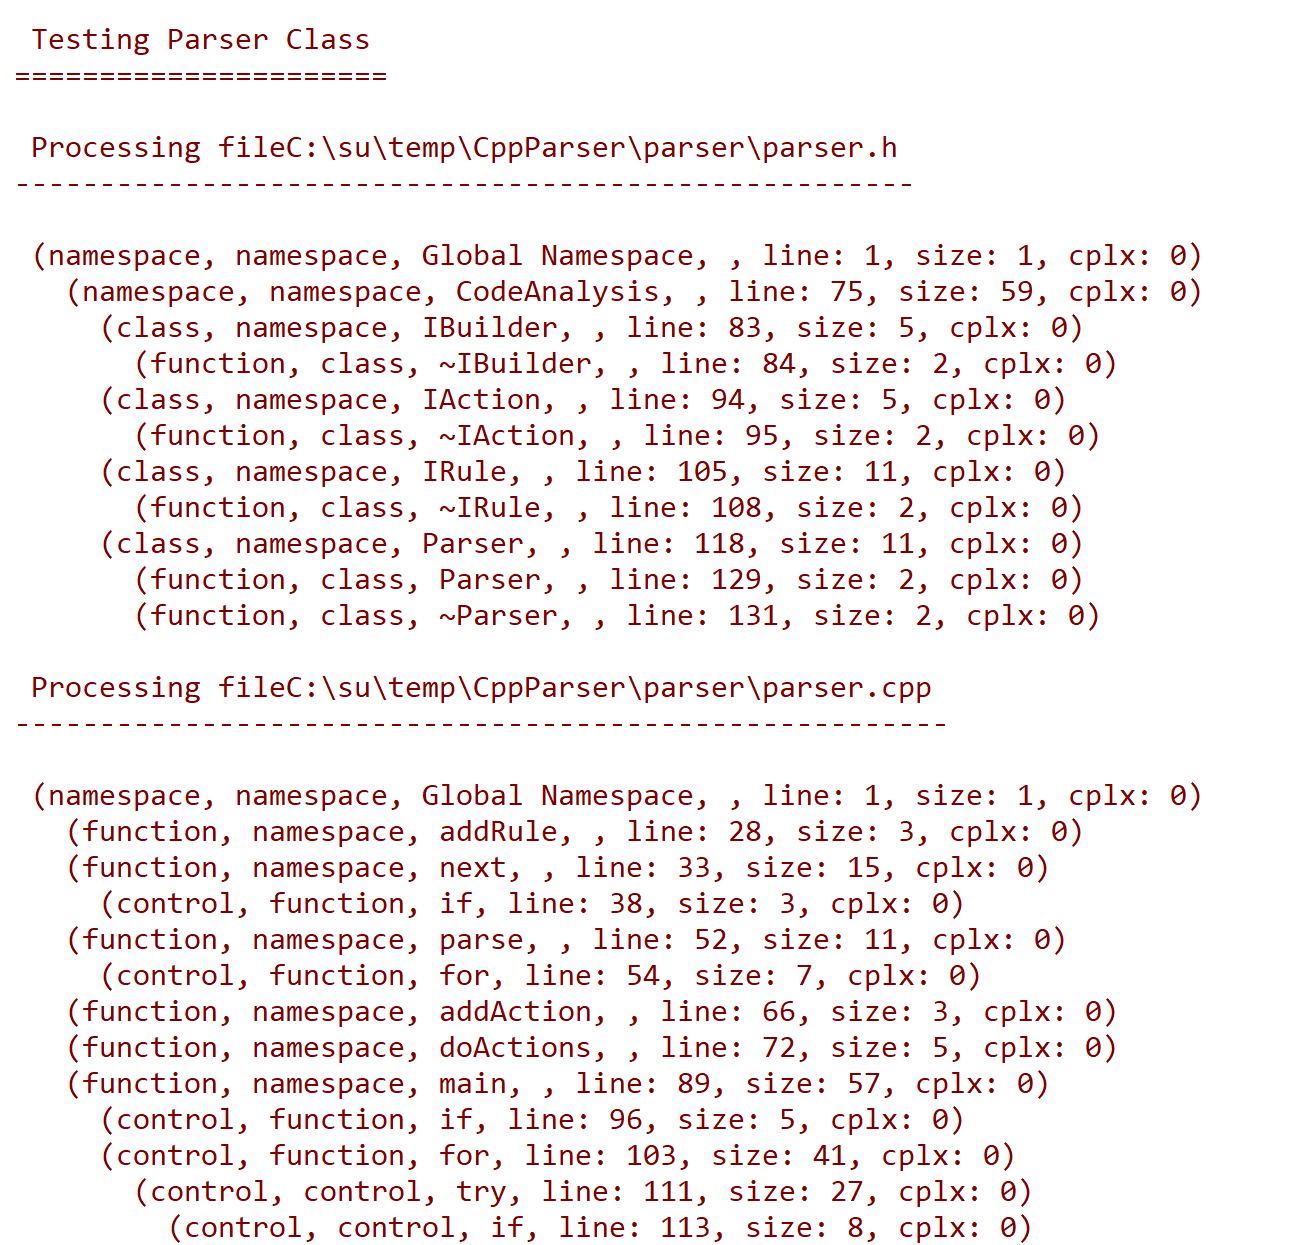 Testing Parser Class
======================
Processing fileC:\su\temp\CppParser\parser\parser.h
-----------------------------------------------------
(namespace, namespace, Global Namespace, , line: 1, size: 1, cplx: 0)
(namespace, namespace, CodeAnalysis, , line: 75, size: 59, cplx: 0)
(class, namespace, IBuilder, , line: 83, size: 5, cplx: 0)
(function, class, ~IBuilder, , line: 84, size: 2, cplx: 0)
(class, namespace, IAction, , line: 94, size: 5, cplx: 0)
(function, class, ~IAction, , line: 95, size: 2, cplx: 0)
(class, namespace, IRule, , line: 105, size: 11, cplx: 0)
(function, class, ~IRule, , line: 108, size: 2, cplx: 0)
(class, namespace, Parser, , line: 118, size: 11, cplx: 0)
(function, class, Parser, , line: 129, size: 2, cplx: 0)
(function, class, ~Parser, , line: 131, size: 2, cplx: 0)
Processing fileC:\su\temp\CppParser\parser\parser.cpp
-------------------------------------------------------
(namespace, namespace, Global Namespace, , line: 1, size: 1, cplx: 0)
(function, namespace, addRule, , line: 28, size: 3, cplx: 0)
(function, namespace, next, , line: 33, size: 15, cplx: 0)
(control, function, if, line: 38, size: 3, cplx: 0)
(function, namespace, parse, , line: 52, size: 11, cplx: 0)
(control, function, for, line: 54, size: 7, cplx: 0)
(function, namespace, addAction, , line: 66, size: 3, cplx: 0)
(function, namespace, doActions, , line: 72, size: 5, cplx: 0)
(function, namespace, main, , line: 89, size: 57, cplx: 0)
(control, function, if, line: 96, size: 5, cplx: 0)
(control, function, for, line: 103, size: 41, cplx: 0)
(control, control, try, line: 111, size: 27, cplx: 0)
(control, control, if, line: 113, size: 8, cplx: 0)